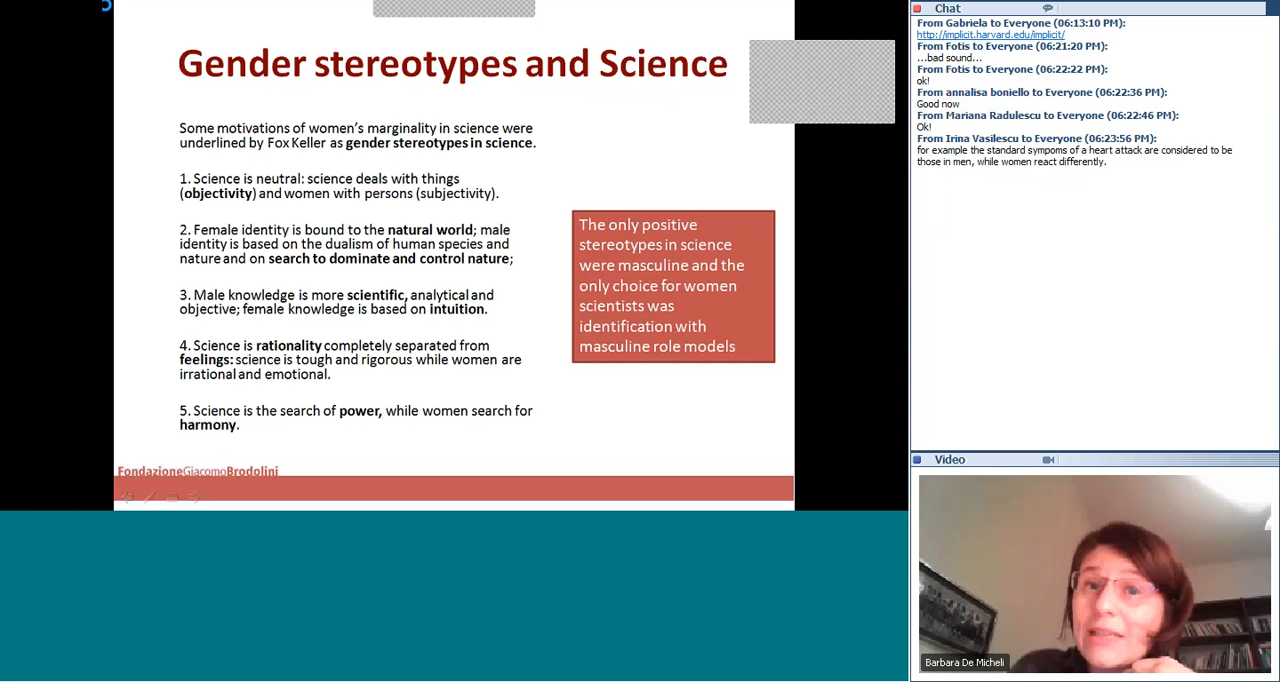 Gender stereotypes and Science
Some motivations of women's marginality in science were
underlined by Fox Keller as gender stereotypes in science.
1. Science is neutral: science deals with things
(objectivity) and women with persons (subjectivity).
2. Female identity is bound to the natural world; male
identity is based on the dualism of human species and
nature and on search to dominate and control nature;
3. Male knowledge is more scientific, analytical and
objective; female knowledge is based on intuition.
4. Science is rationality completely separated from
feelings: science is tough and rigorous while women are
irrational and emotional.
5. Science is the search of power, while women search for
harmony.
The only positive
stereotypes in science
were masculine and the
only choice for women
scientists was
identification with
masculine role models
FondazioneGiacomoBrodolini
Chat
From Gabriela to Everyone (06:13:10 PM):
http://implicit.harvard.edu/implicit/
From Fotis to Everyone (06:21:20 PM):
...bad sound...
From Fotis to Everyone (06:22:22 PM):
ok!
From annalisa boniello to Everyone (06:22:36 PM):
Good now
From Mariana Radulescu to Everyone (06:22:46 PM):
Ok!
From Irina Vasilescu to Everyone (06:23:56 PM):
for example the standard sympoms of a heart attack are considered to be
those in men, while women react differently.
Video
Barbara De Micheli